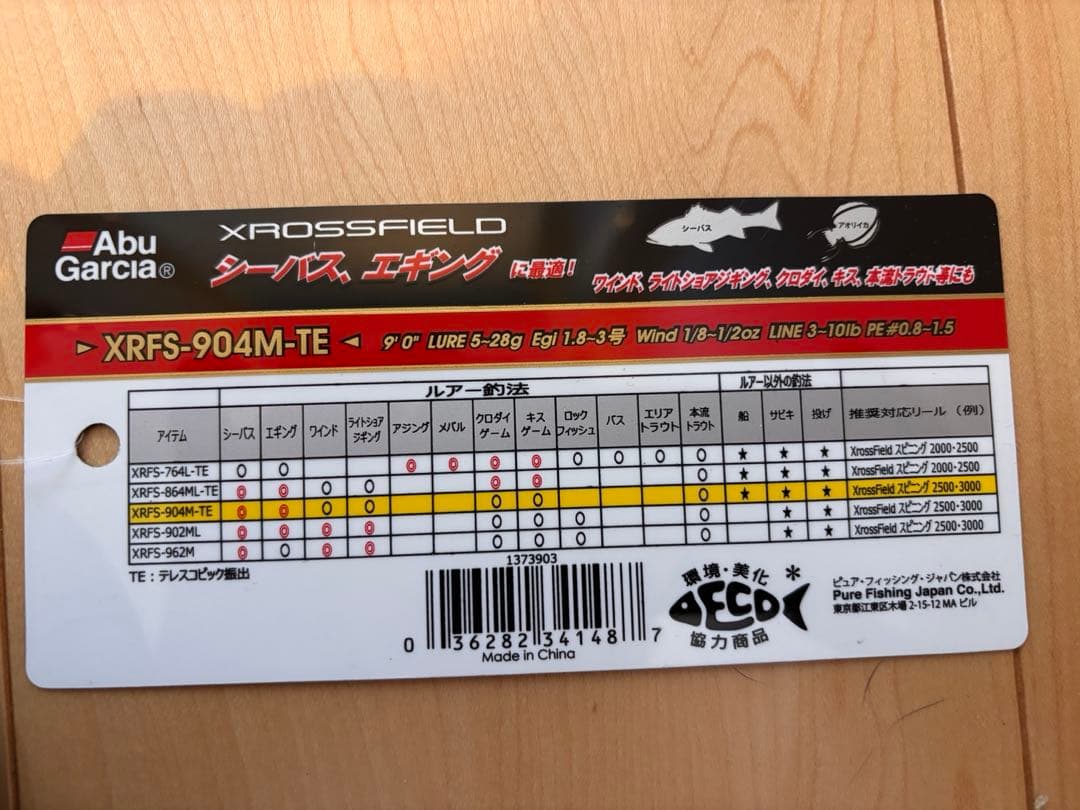 Abu
Garcia®
XROSSFIELD
シーバス、エギング に最適！
シーバス
アオリイカ
ワインド、ライトショアジギング、クロダイ、キス、本流トラウト等にも
XRFS-904M-TE 9'0" LURE 5~28g Egi 1.8~3号 Wind 1/8~1/2oz LINE 3~10lb PE#0.8~1.5
ルアー釣法 ルアー以外の釣法
アイテム シーバス エギング ワインド ライトショアジギング アジング メバル クロダイゲーム キスゲーム ロックフィッシュ バス エリアトラウト 本流トラウト 船 サビキ 投げ 推奨対応リール（例）
XRFS-764L-TE ○ ○ ◎ ◎ ◎ ◎ ○ ○ ○ ○ ★ ★ ★ XrossField スピニング 2000･2500
XRFS-864ML-TE ◎ ◎ ○ ○ ◎ ◎ ○ ★ ★ ★ XrossField スピニング 2000･2500
XRFS-904M-TE ◎ ◎ ○ ○ ○ ○ ○ ★ ★ ★ XrossField スピニング 2500･3000
XRFS-902ML ◎ ◎ ◎ ◎ ○ ○ ○ ○ ★ ★ XrossField スピニング 2500･3000
XRFS-962M ◎ ○ ◎ ◎ ○ ○ ○ ○ ★ ★ XrossField スピニング 2500･3000
TE：テレスコピック振出
1373903
0 36282 34148 7
Made in China
環境・美化
DECO
協力商品
*
ピュア・フィッシング・ジャパン株式会社
Pure Fishing Japan Co.,Ltd.
東京都江東区木場 2-15-12 MA ビル